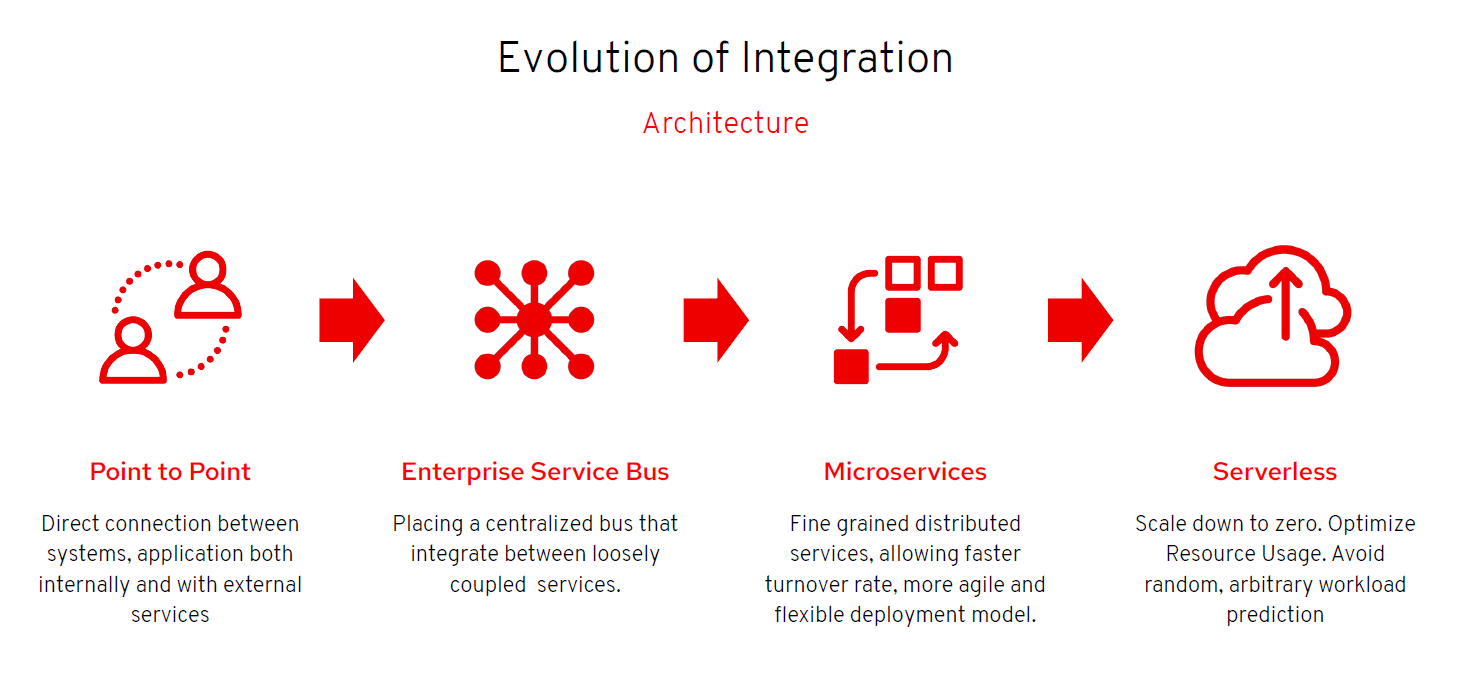 Evolution of Integration
Architecture
Point to Point
Direct connection between
systems, application both
internally and with external
services
Enterprise Service Bus
Placing a centralized bus that
integrate between loosely
coupled  services.
Microservices
Fine grained distributed
services, allowing faster
turnover rate, more agile and
flexible deployment model.
Serverless
Scale down to zero. Optimize
Resource Usage. Avoid
random, arbitrary workload
prediction